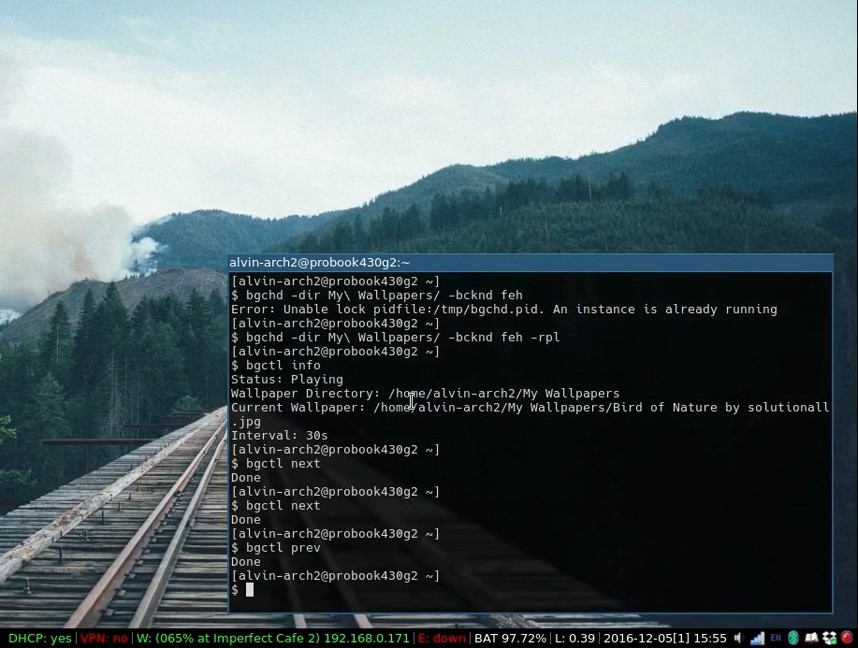 alvin-arch2@probook430g2:~
[alvin-arch2@probook430g2 ~]
$ bgchd -dir My\ Wallpapers/ -bcknd feh
Error: Unable lock pidfile:/tmp/bgchd.pid. An instance is already running
[alvin-arch2@probook430g2 ~]
$ bgchd -dir My\ Wallpapers/ -bcknd feh -rpl
[alvin-arch2@probook430g2 ~]
$ bgctl info
Status: Playing
Wallpaper Directory: /home/alvin-arch2/My Wallpapers
Current Wallpaper: /home/alvin-arch2/My Wallpapers/Bird of Nature by solutionall
.jpg
Interval: 30s
[alvin-arch2@probook430g2 ~]
$ bgctl next
Done
[alvin-arch2@probook430g2 ~]
$ bgctl next
Done
[alvin-arch2@probook430g2 ~]
$ bgctl prev
Done
[alvin-arch2@probook430g2 ~]
$
DHCP: yes|VPN: no|W: (065% at Imperfect Cafe 2) 192.168.0.171|E: down|BAT 97.72%|L: 0.39|2016-12-05[1] 15:55 EN